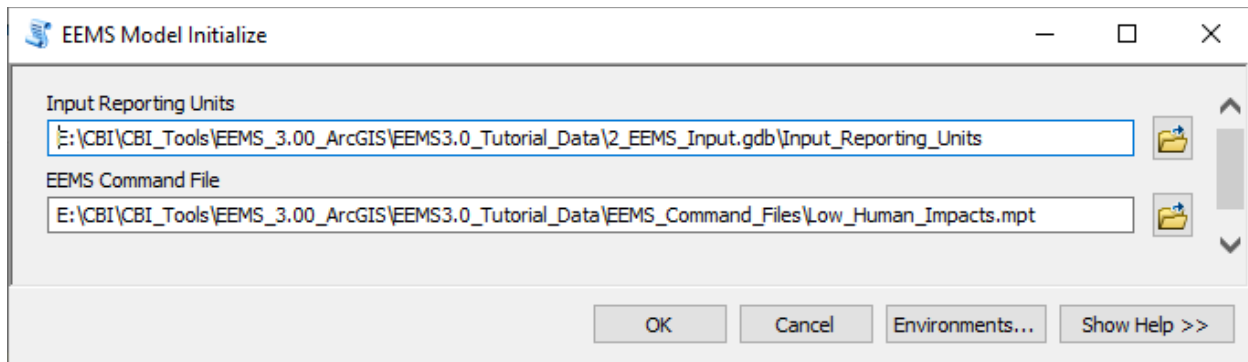 EEMS Model Initialize
Input Reporting Units
E:\CBI\CBI_Tools\EEMS_3.00_ArcGIS\EEMS3.0_Tutorial_Data\2_EEMS_Input.gdb\Input_Reporting_Units
EEMS Command File
E:\CBI\CBI_Tools\EEMS_3.00_ArcGIS\EEMS3.0_Tutorial_Data\EEMS_Command_Files\Low_Human_Impacts.mpt
OK Cancel Environments... Show Help >>